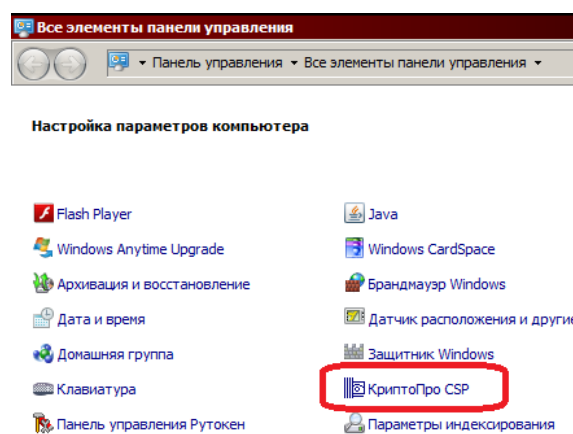 Все элементы панели управления
Панель управления Все элементы панели управления
Настройка параметров компьютера
Flash Player
Java
Windows Anytime Upgrade
Windows CardSpace
Архивация и восстановление
Брандмауэр Windows
Дата и время
Датчик расположения и другие
Домашняя группа
Защитник Windows
Клавиатура
КриптоПро CSP
Панель управления Рутокен
Параметры индексирования